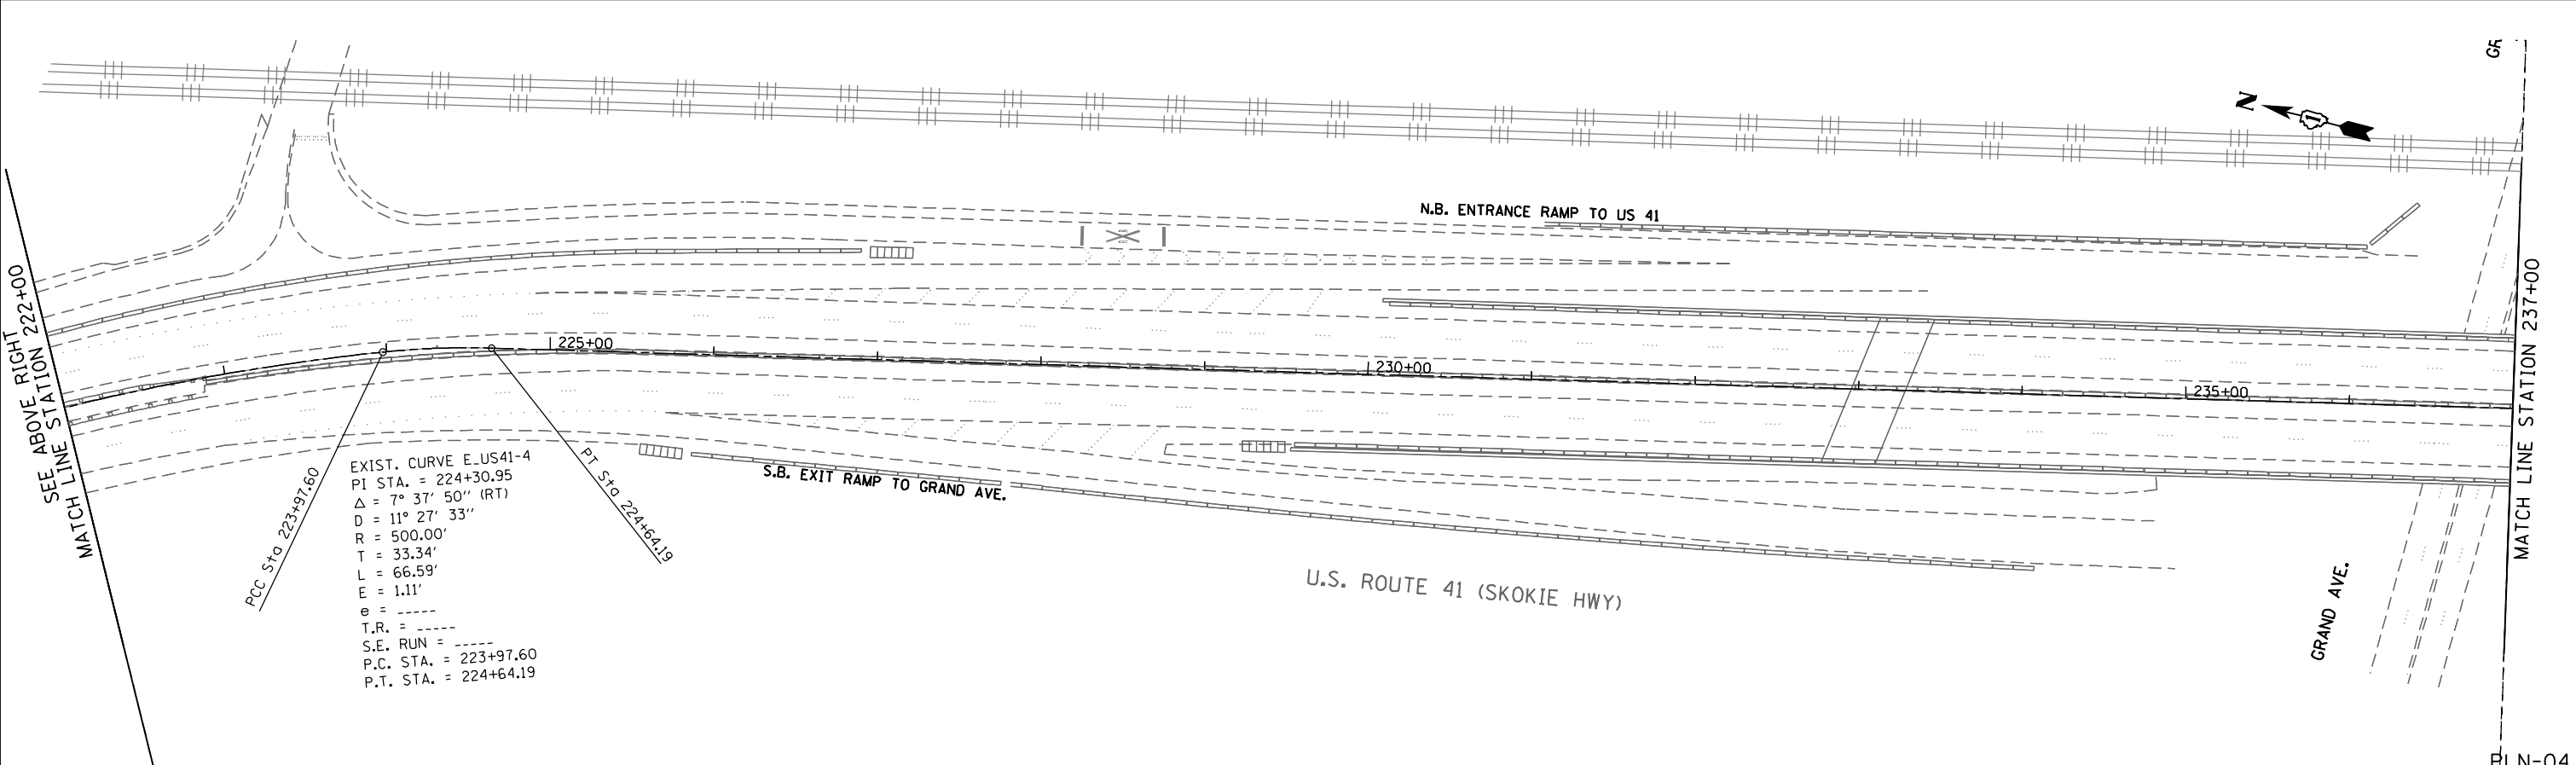 GR
N
1
N.B. ENTRANCE RAMP TO US 41
SEE ABOVE RIGHT
MATCH LINE STATION 222+00
225+00
230+00
235+00
MATCH LINE STATION 237+00
PCC Sta 223+97.60
PT Sta 224+64.19
EXIST. CURVE E_US41-4
PI STA. = 224+30.95
Δ = 7° 37' 50" (RT)
D = 11° 27' 33"
R = 500.00'
T = 33.34'
L = 66.59'
E = 1.11'
e = -----
T.R. = -----
S.E. RUN = -----
P.C. STA. = 223+97.60
P.T. STA. = 224+64.19
S.B. EXIT RAMP TO GRAND AVE.
U.S. ROUTE 41 (SKOKIE HWY)
GRAND AVE.
PLN-04